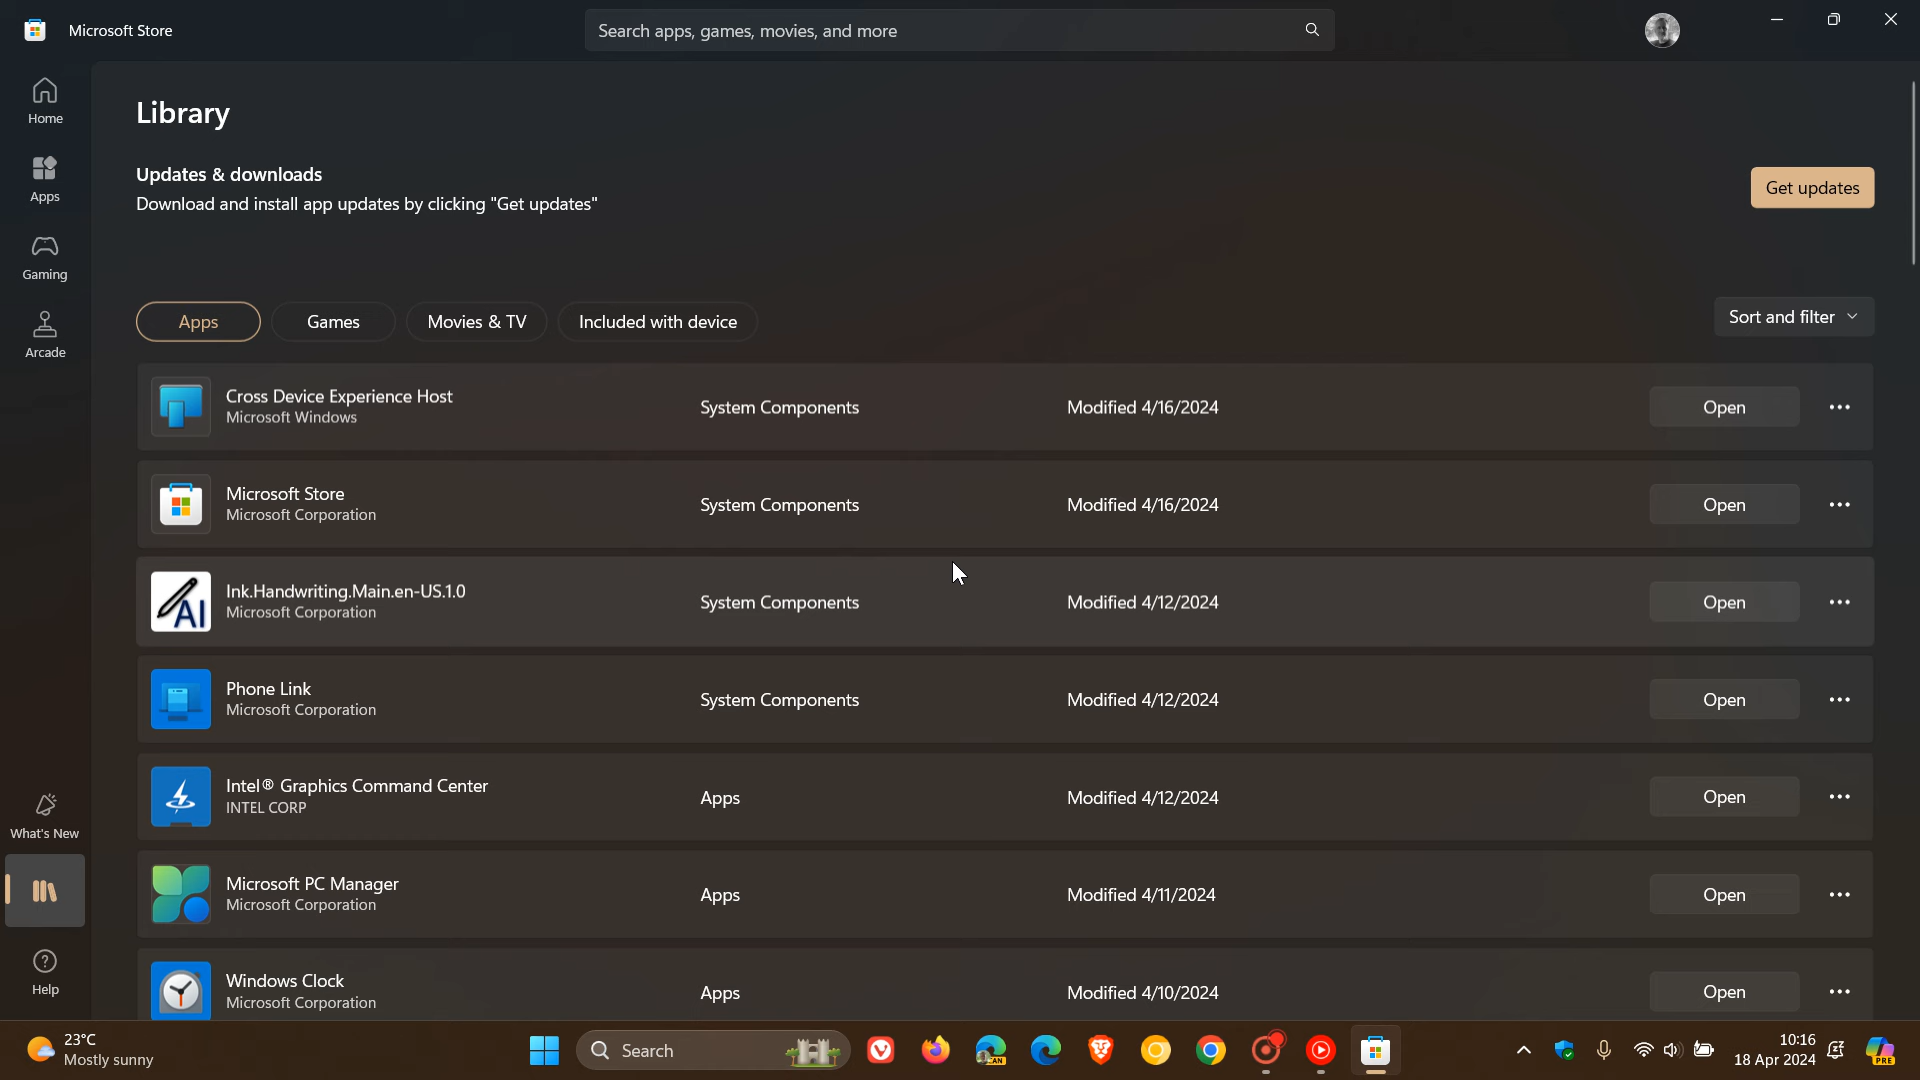 Microsoft Store
Search apps, games, movies, and more
Home
Apps
Gaming
Arcade
What's New
Help
Library
Updates & downloads
Download and install app updates by clicking "Get updates"
Get updates
Apps
Games
Movies & TV
Included with device
Sort and filter
Cross Device Experience Host
Microsoft Windows
System Components
Modified 4/16/2024
Open
Microsoft Store
Microsoft Corporation
System Components
Modified 4/16/2024
Open
AI
Ink.Handwriting.Main.en-US.1.0
Microsoft Corporation
System Components
Modified 4/12/2024
Open
Phone Link
Microsoft Corporation
System Components
Modified 4/12/2024
Open
Intel® Graphics Command Center
INTEL CORP
Apps
Modified 4/12/2024
Open
Microsoft PC Manager
Microsoft Corporation
Apps
Modified 4/11/2024
Open
Windows Clock
Microsoft Corporation
Apps
Modified 4/10/2024
Open
23°C
Mostly sunny
Search
CAN
10:16
18 Apr 2024
PRE